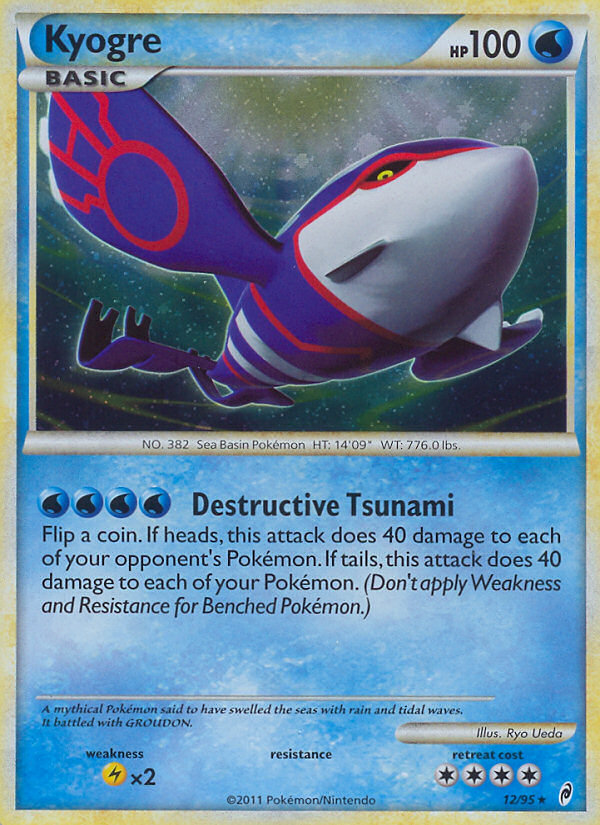 Kyogre
HP100
BASIC
NO. 382 Sea Basin Pokémon HT: 14'09" WT: 776.0 lbs.
Destructive Tsunami
Flip a coin. If heads, this attack does 40 damage to each
of your opponent's Pokémon. If tails, this attack does 40
damage to each of your Pokémon. (Don't apply Weakness
and Resistance for Benched Pokémon.)
A mythical Pokémon said to have swelled the seas with rain and tidal waves.
It battled with GROUDON.
Illus. Ryo Ueda
weakness resistance retreat cost
×2
©2011 Pokémon/Nintendo 12/95 ★